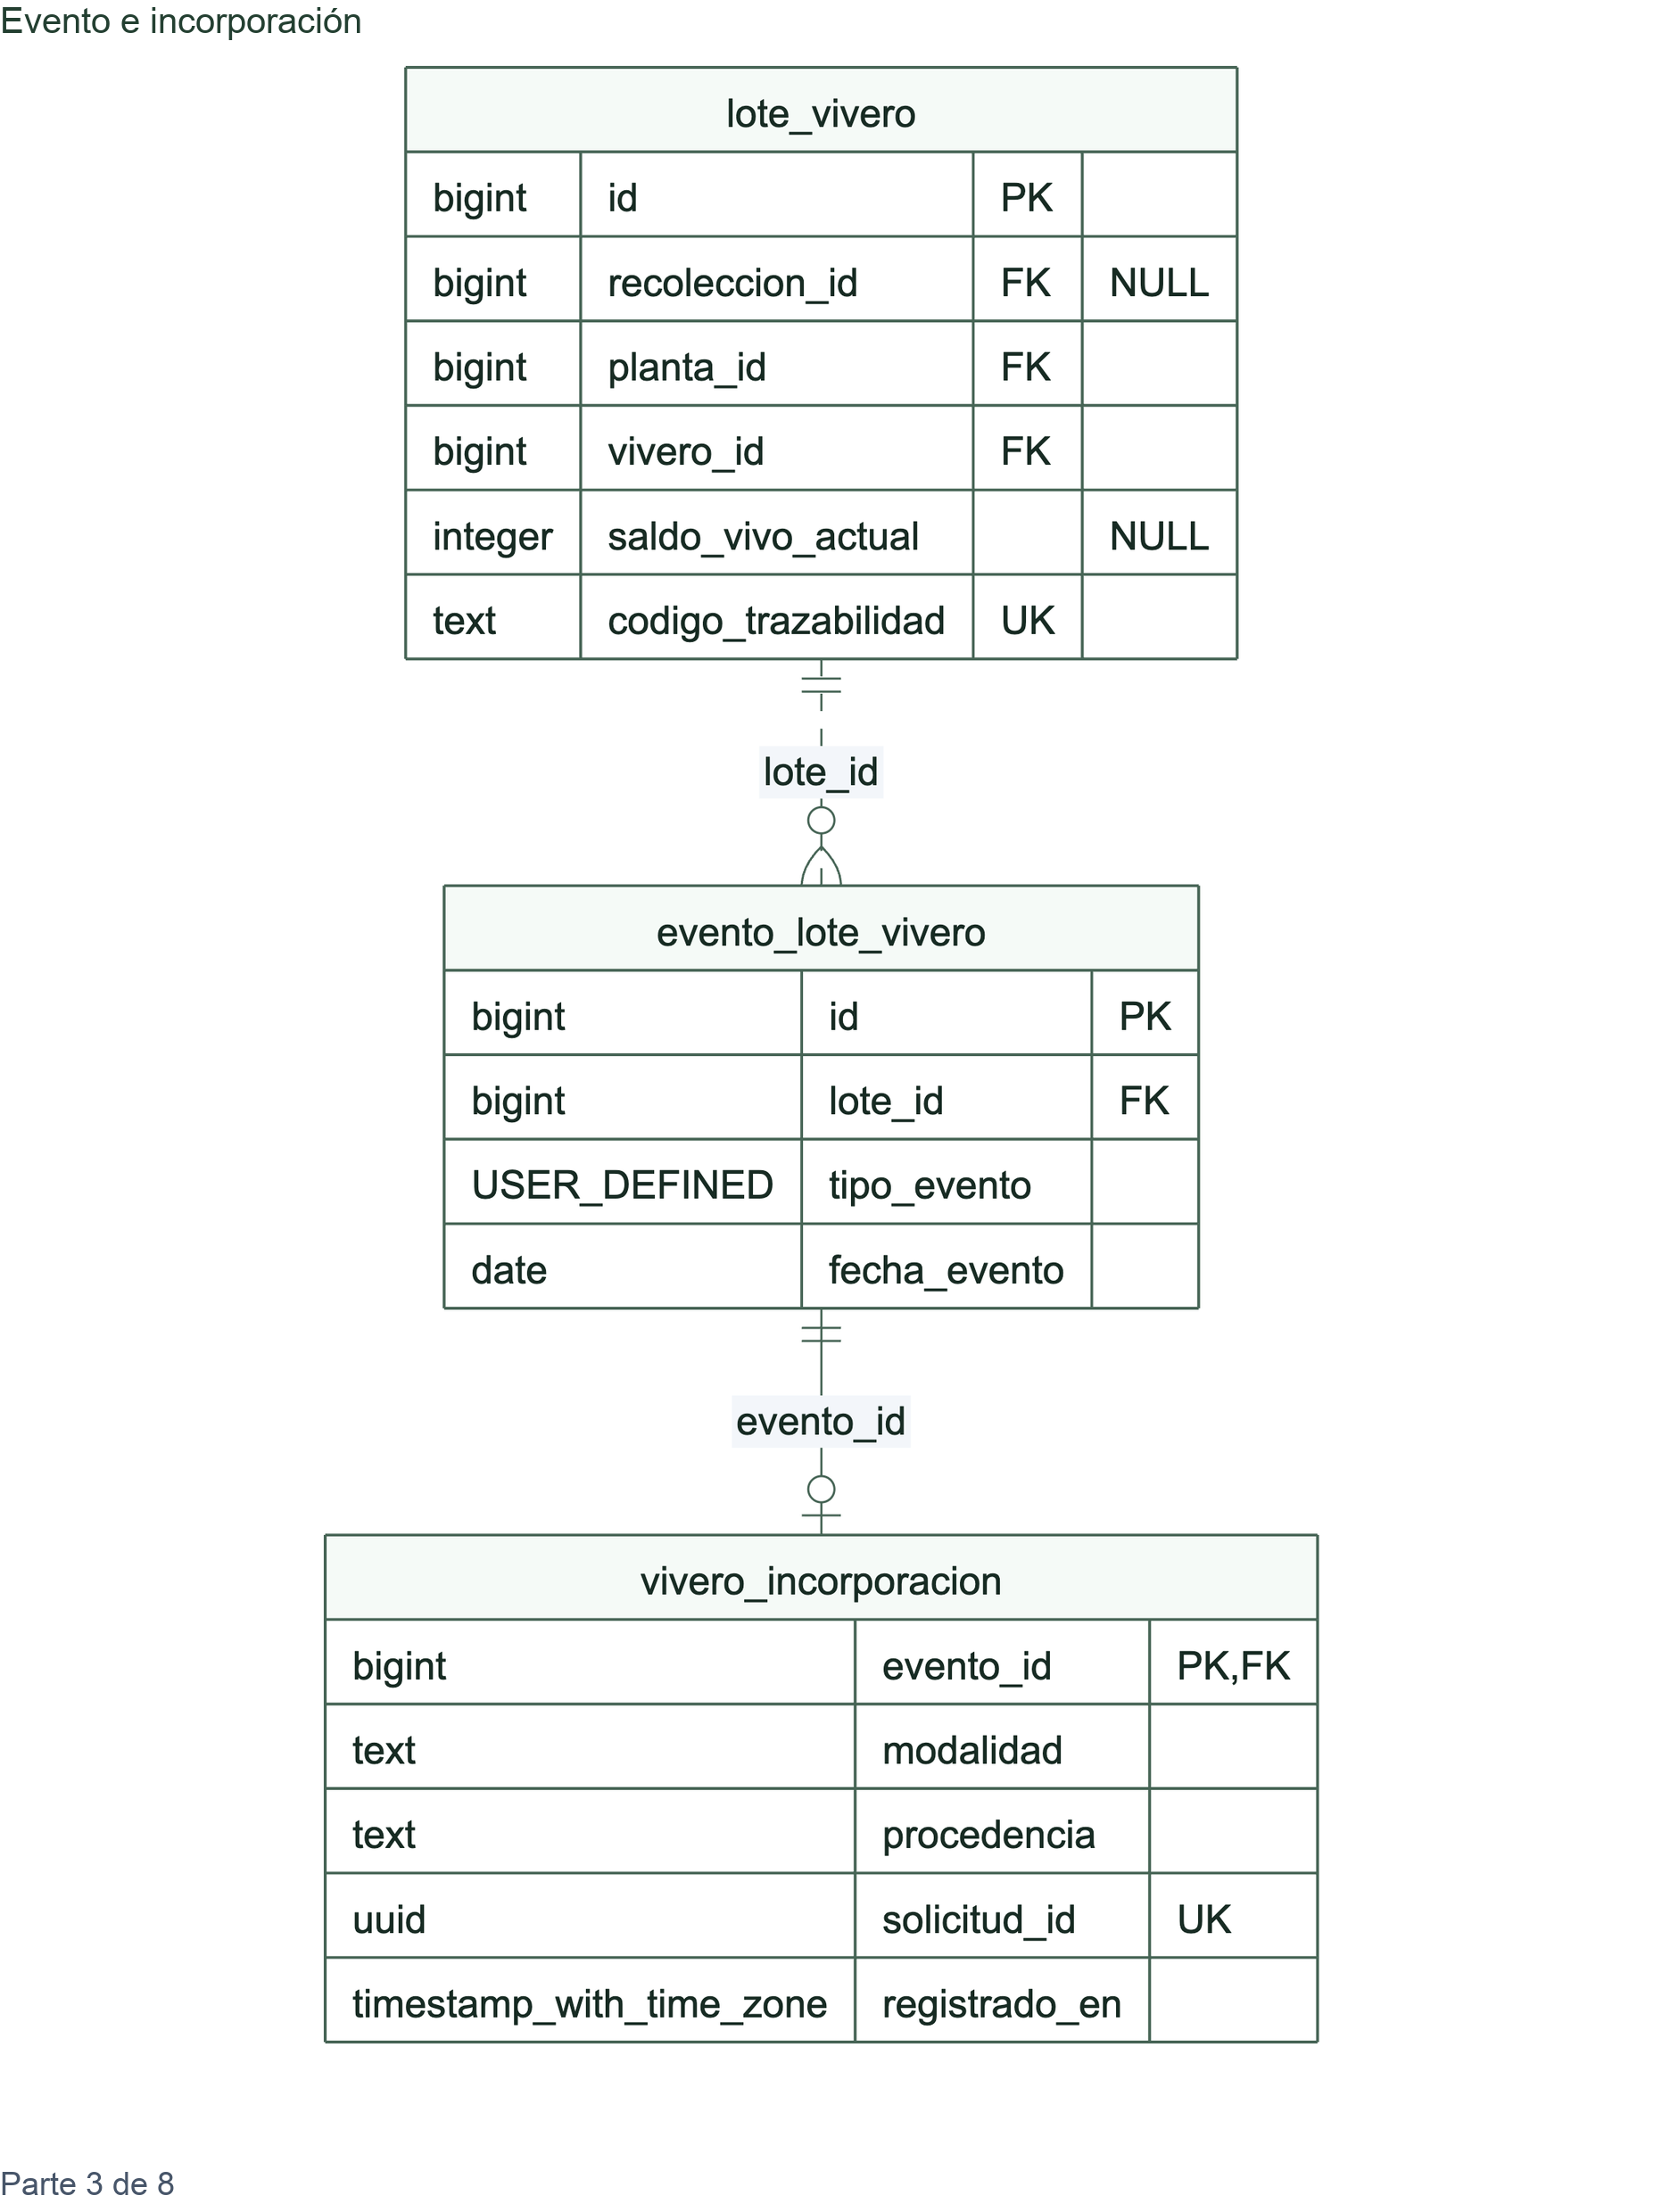 Evento e incorporación
lote_vivero
bigint id PK
bigint recoleccion_id FK NULL
bigint planta_id FK
bigint vivero_id FK
integer saldo_vivo_actual NULL
text codigo_trazabilidad UK
lote_id
evento_lote_vivero
bigint id PK
bigint lote_id FK
USER_DEFINED tipo_evento
date fecha_evento
evento_id
vivero_incorporacion
bigint evento_id PK,FK
text modalidad
text procedencia
uuid solicitud_id UK
timestamp_with_time_zone registrado_en
Parte 3 de 8